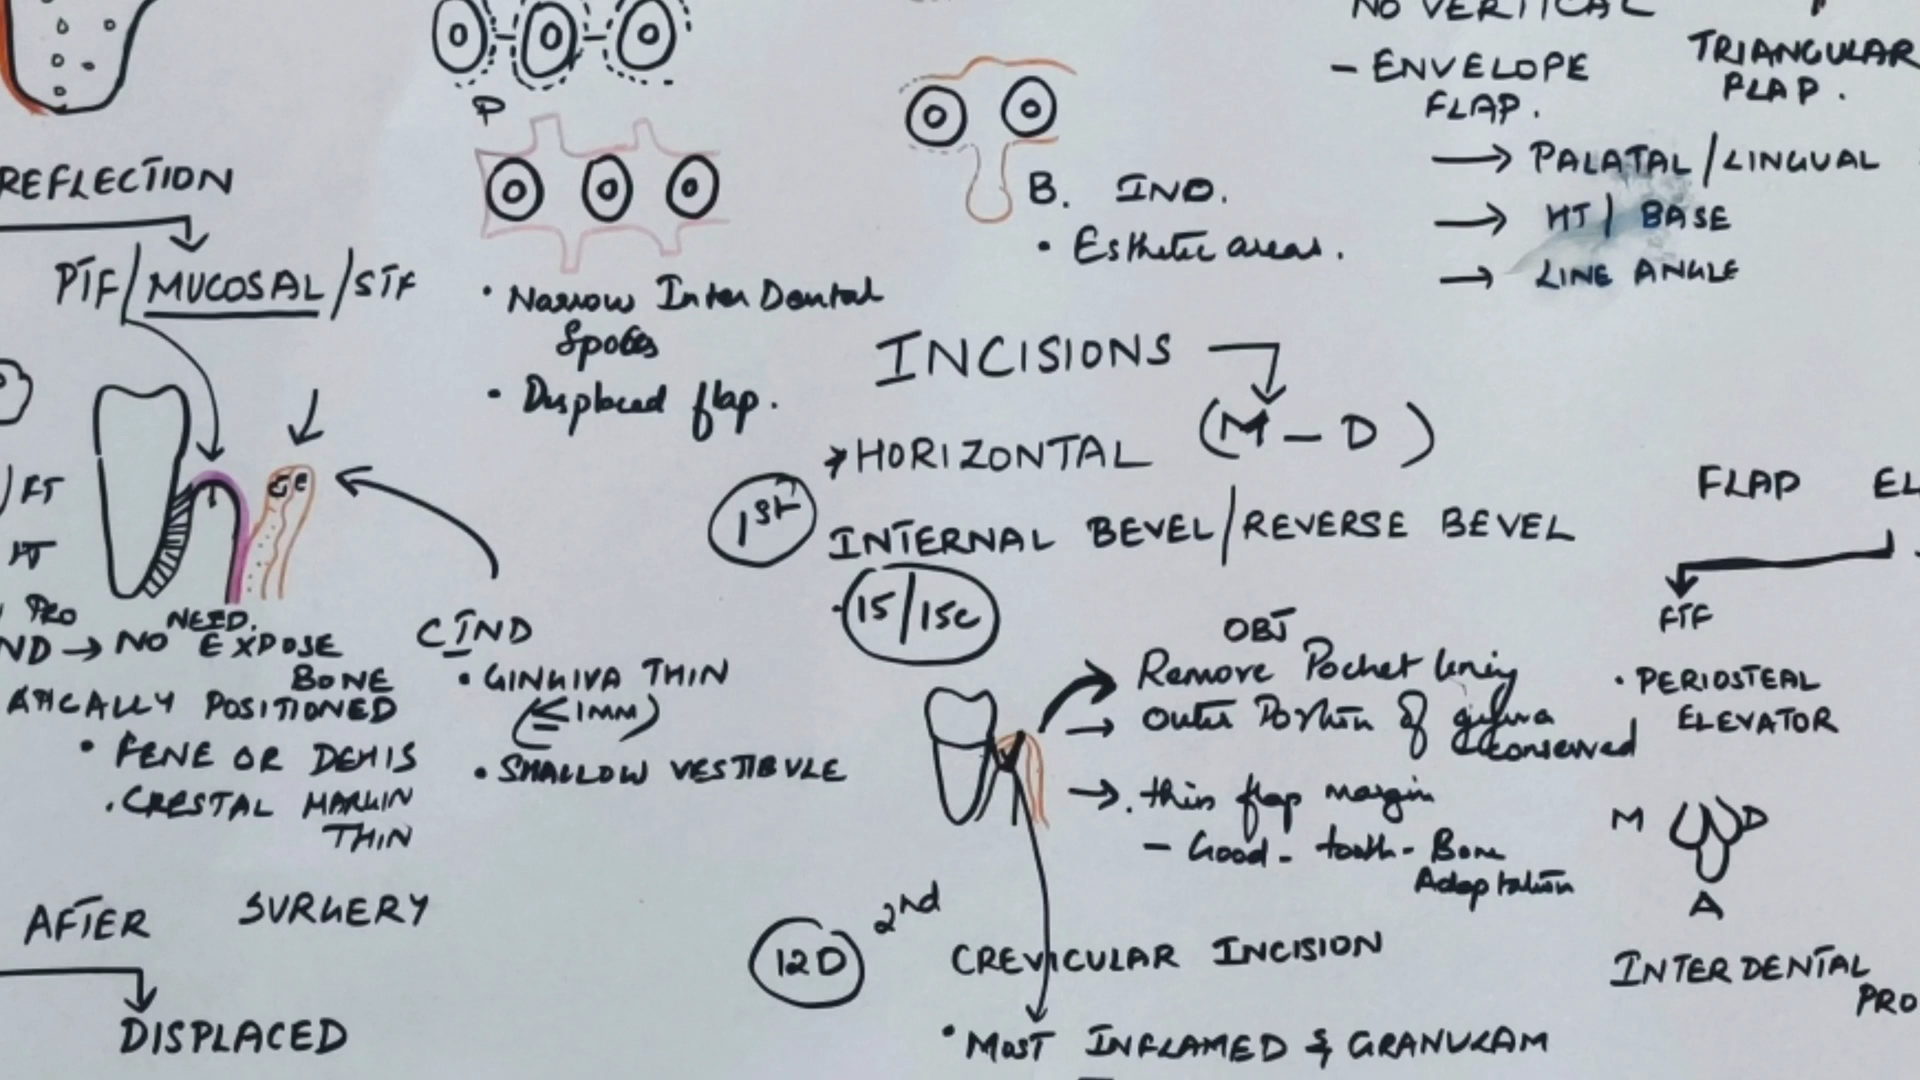 REFLECTION
PTF/MUCOSAL/STF
FT
HT
PRO
NEED.
ND → NO EXPOSE
BONE
APICALLY POSITIONED
• FENE OR DEHIS
• CRESTAL MARGIN
THIN
AFTER SURGERY
DISPLACED
P
• Narrow Inter Dental
Spaces
• Displaced flap.
CIND
• GINGIVA THIN
(≤ 1MM)
• SHALLOW VESTIBULE
B. IND.
• Esthetic areas.
NO VERTICAL
- ENVELOPE
FLAP.
TRIANGULAR
FLAP.
→ PALATAL/LINGUAL
→ HT/BASE
→ LINE ANGLE
INCISIONS
→ HORIZONTAL (M-D)
1st
INTERNAL BEVEL/REVERSE BEVEL
15/15C
OBJ
Remove Pocket lining
→ Outer Portion of
conserved
→ . thin flap margin
- Good - tooth - Bone
Adaptation
12D 2nd
CREVICULAR INCISION
• MOST INFLAMED &
FLAP EL
FTF
• PERIOSTEAL
ELEVATOR
M D
A
INTERDENTAL
PRO